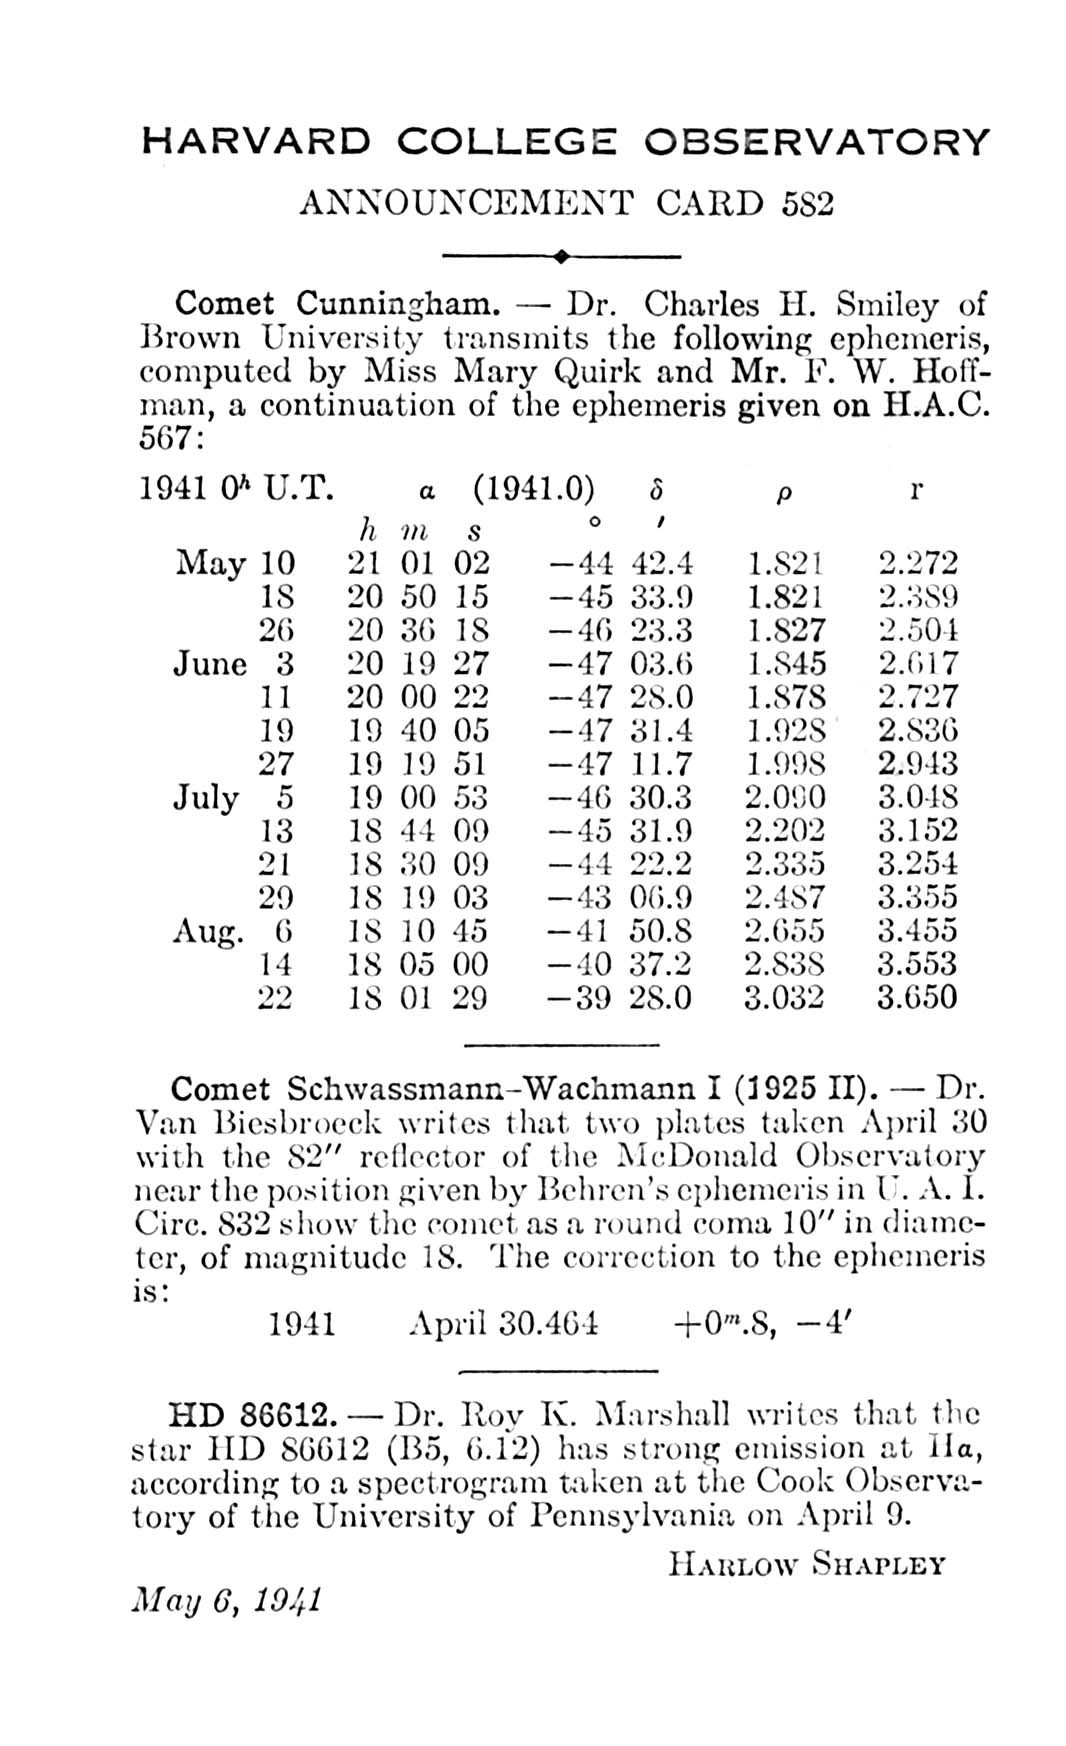 HARVARD COLLEGE OBSERVATORY
ANNOUNCEMENT CARD 582
Comet Cunningham. — Dr. Charles H. Smiley of
Brown University transmits the following ephemeris,
computed by Miss Mary Quirk and Mr. F. W. Hoff-
man, a continuation of the ephemeris given on H.A.C.
567:
1941 0ʰ U.T. α (1941.0) δ ρ r
h m s ° ′
May 10 21 01 02 −44 42.4 1.821 2.272
18 20 50 15 −45 33.9 1.821 2.389
26 20 36 18 −46 23.3 1.827 2.504
June 3 20 19 27 −47 03.6 1.845 2.617
11 20 00 22 −47 28.0 1.878 2.727
19 19 40 05 −47 31.4 1.928 2.836
27 19 19 51 −47 11.7 1.998 2.943
July 5 19 00 53 −46 30.3 2.090 3.048
13 18 44 09 −45 31.9 2.202 3.152
21 18 30 09 −44 22.2 2.335 3.254
29 18 19 03 −43 06.9 2.487 3.355
Aug. 6 18 10 45 −41 50.8 2.655 3.455
14 18 05 00 −40 37.2 2.838 3.553
22 18 01 29 −39 28.0 3.032 3.650
Comet Schwassmann–Wachmann I (1925 II). — Dr.
Van Biesbroeck writes that two plates taken April 30
with the 82″ reflector of the McDonald Observatory
near the position given by Behren's ephemeris in U. A. I.
Circ. 832 show the comet as a round coma 10″ in diame-
ter, of magnitude 18. The correction to the ephemeris
is:
1941 April 30.464 +0ᵐ.8, −4′
HD 86612. — Dr. Roy K. Marshall writes that the
star HD 86612 (B5, 6.12) has strong emission at Hα,
according to a spectrogram taken at the Cook Observa-
tory of the University of Pennsylvania on April 9.
HARLOW SHAPLEY
May 6, 1941